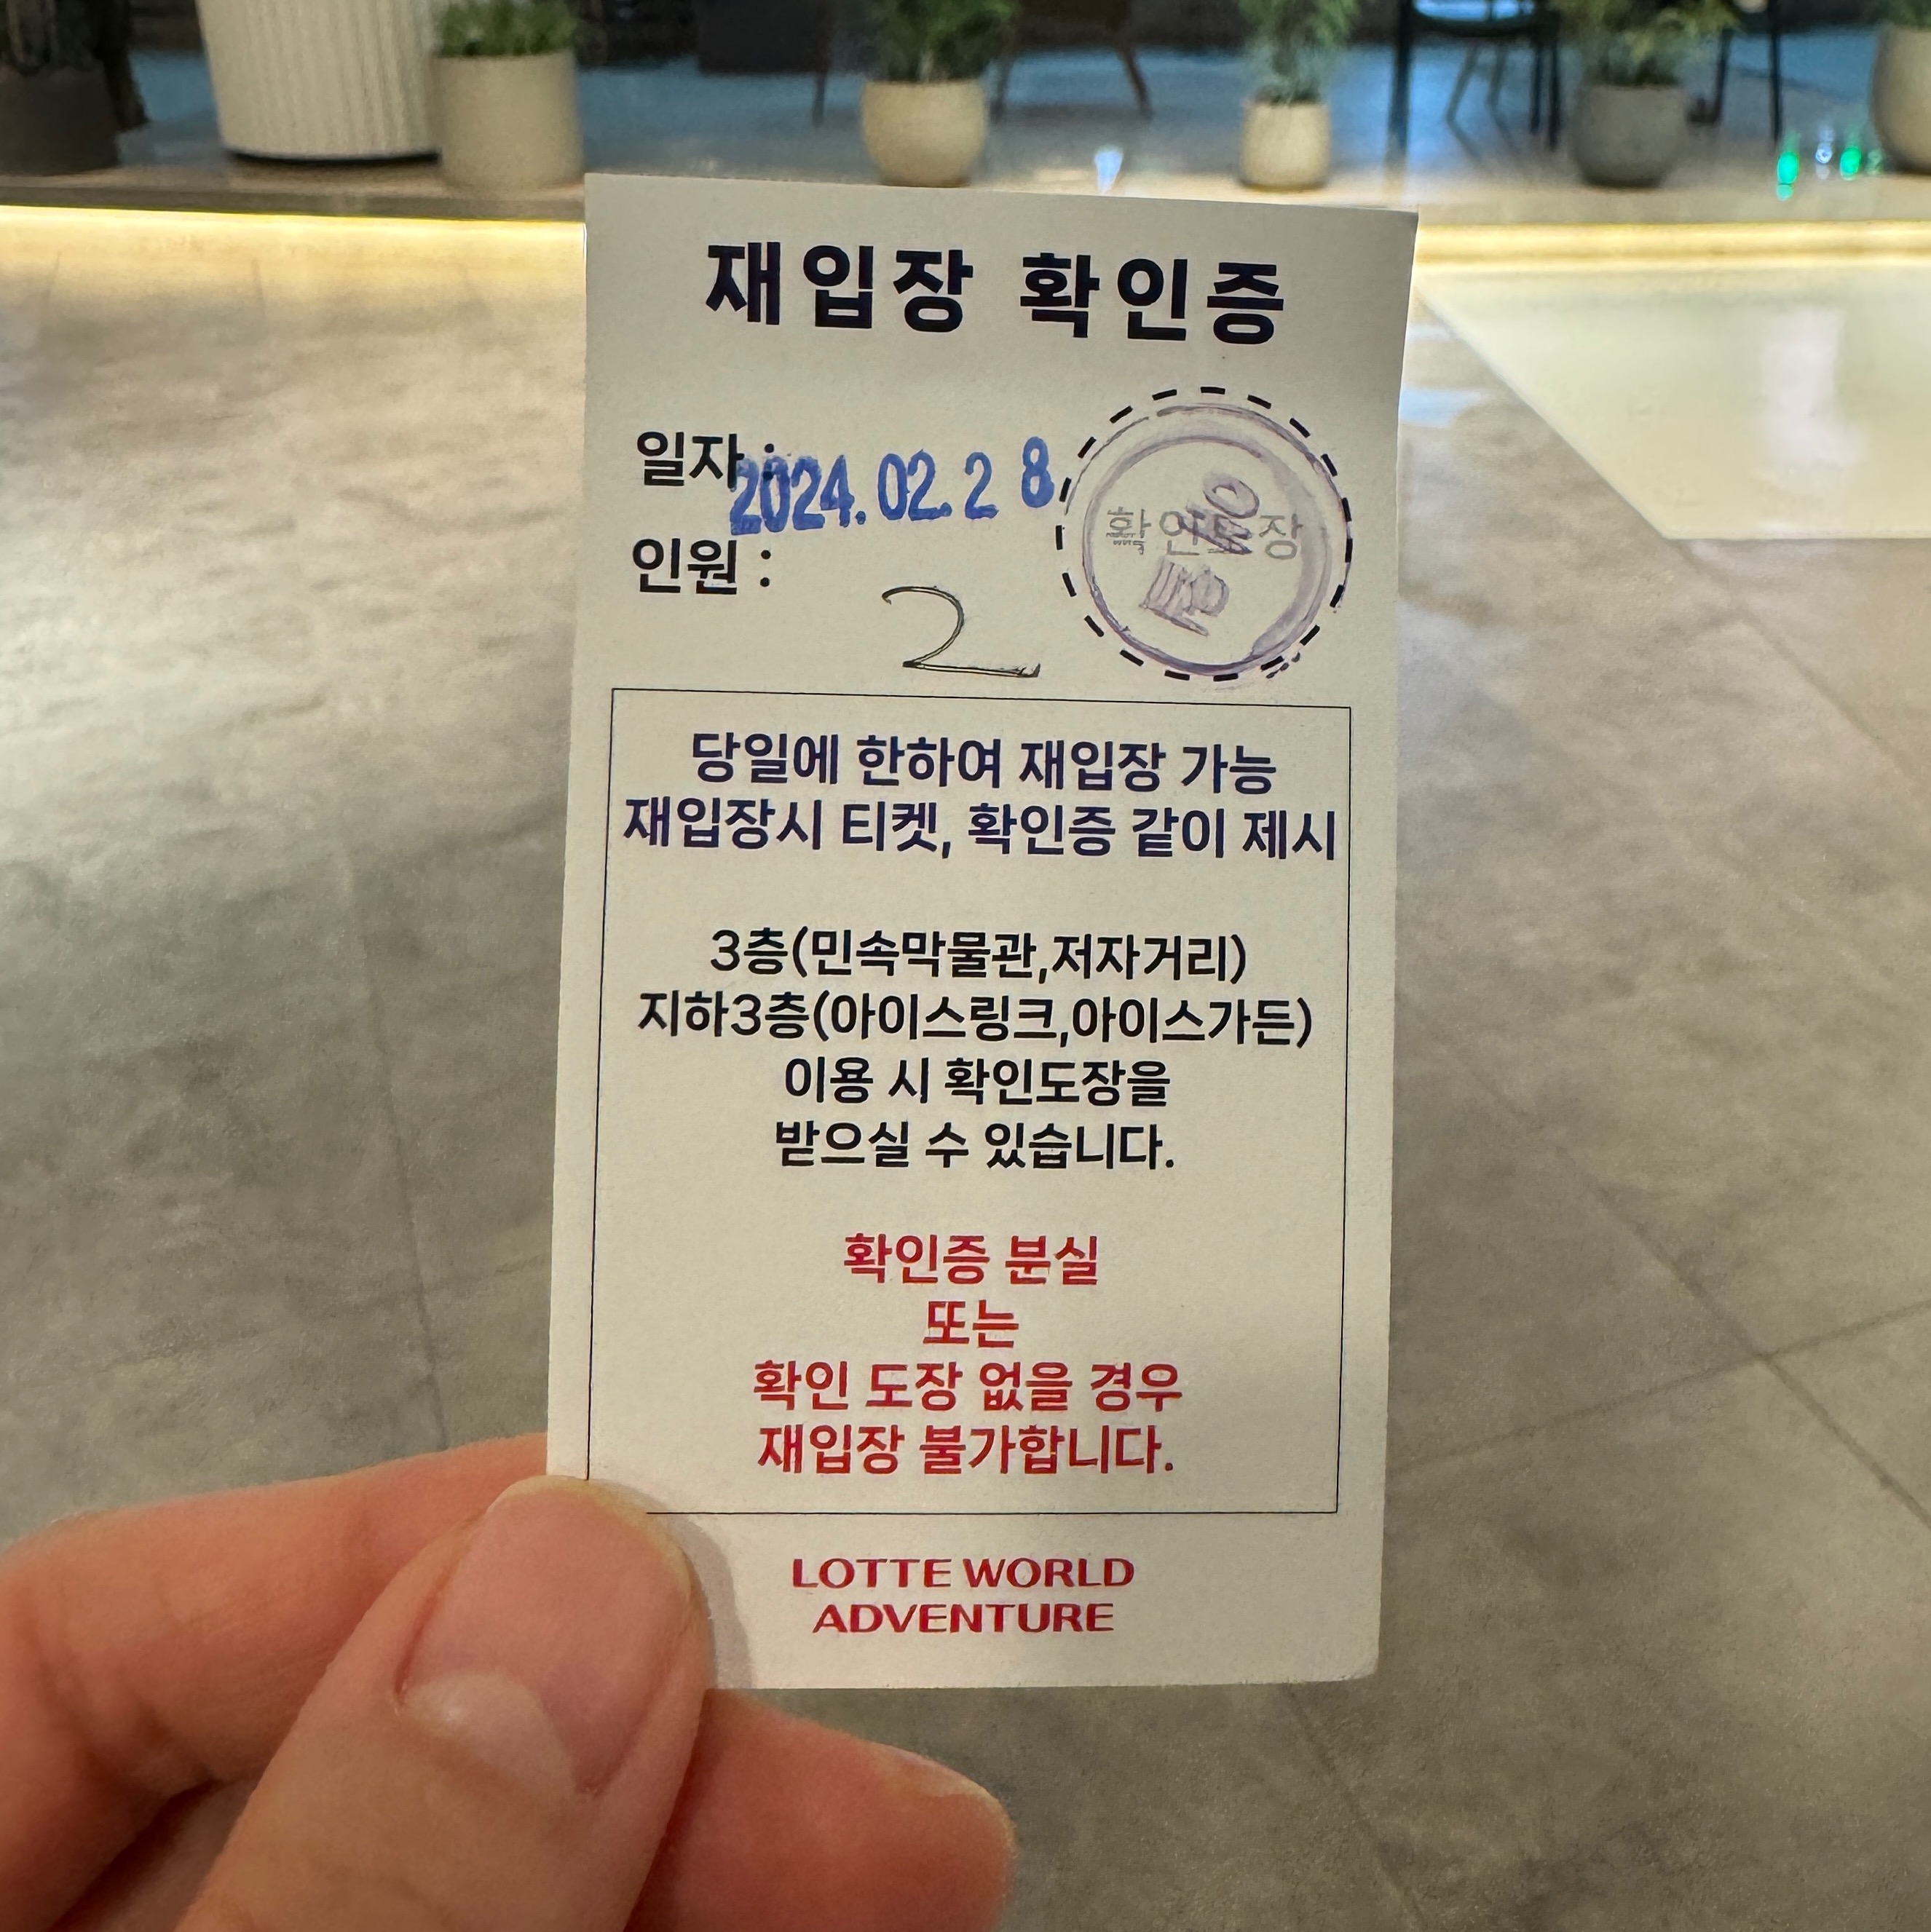 재입장 확인증
일자 :
2024.02.28
인원 :
2
확인도장
당일에 한하여 재입장 가능
재입장시 티켓, 확인증 같이 제시
3층(민속막물관,저자거리)
지하3층(아이스링크,아이스가든)
이용 시 확인도장을
받으실 수 있습니다.
확인증 분실
또는
확인 도장 없을 경우
재입장 불가합니다.
LOTTE WORLD
ADVENTURE